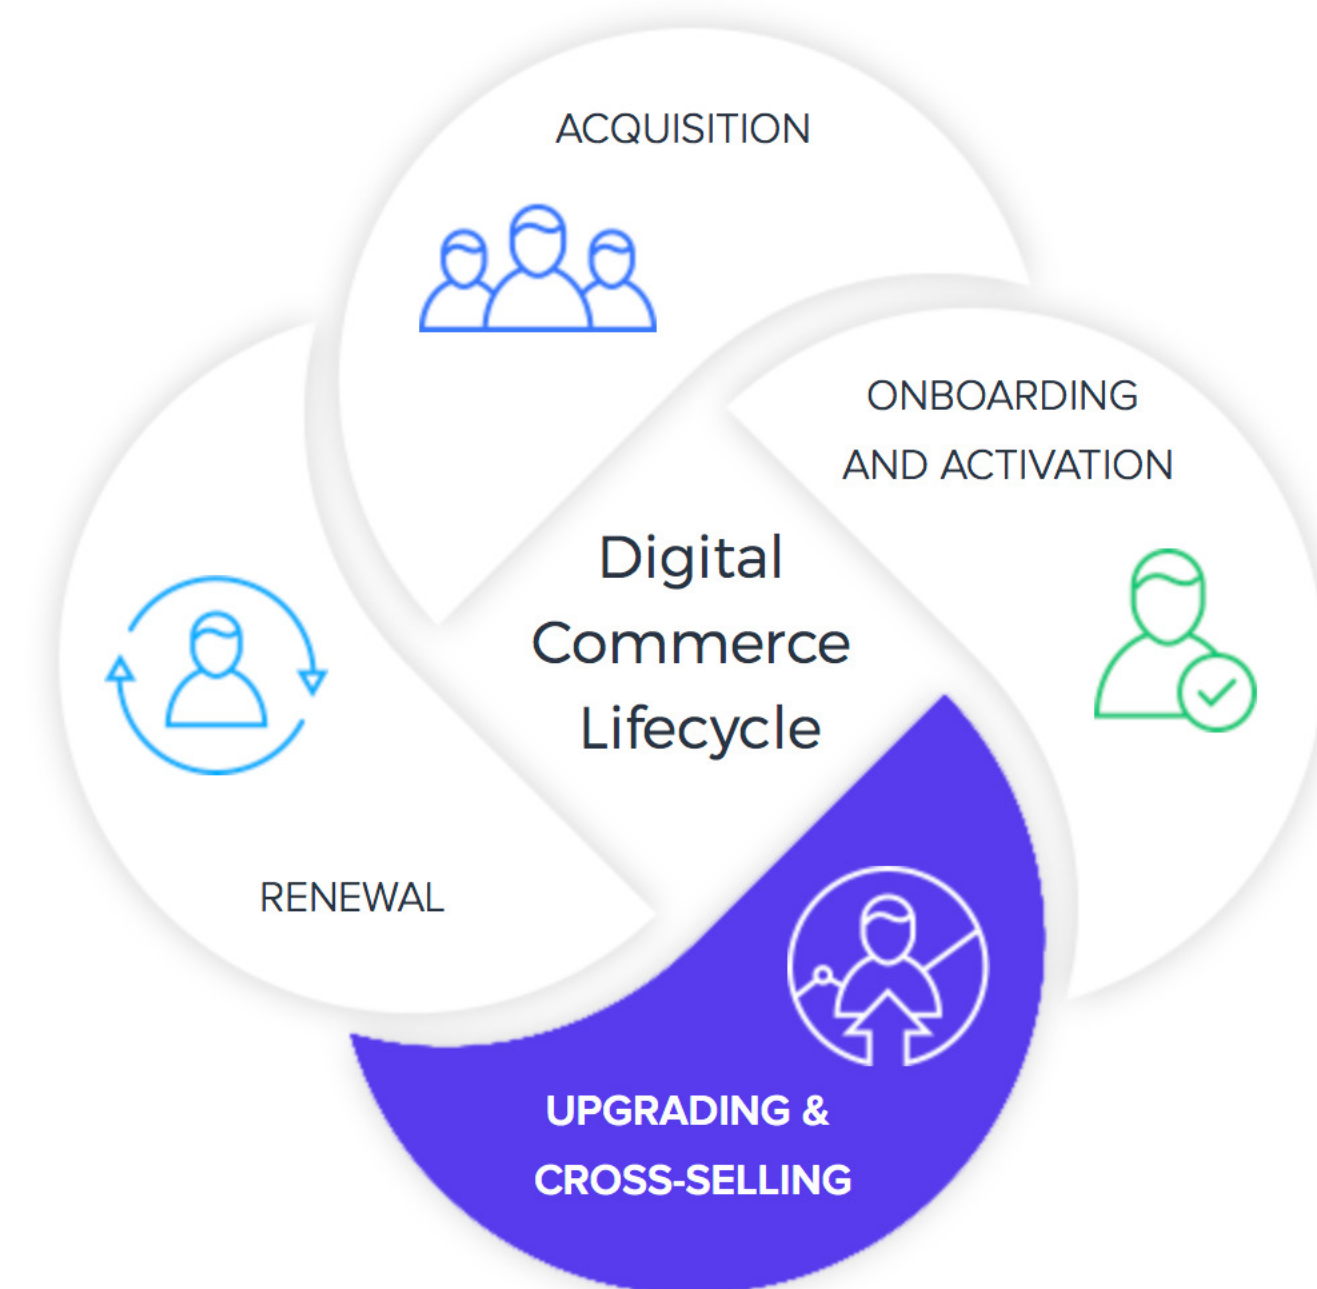 ACQUISITION
ONBOARDING
AND ACTIVATION
Digital
Commerce
Lifecycle
RENEWAL
UPGRADING &
CROSS-SELLING